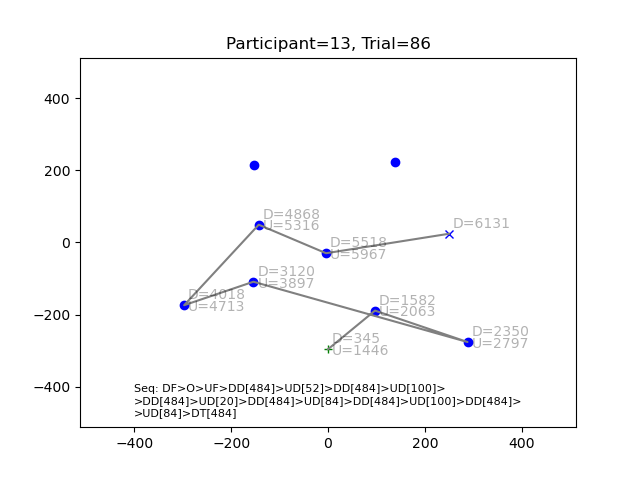 Participant=13, Trial=86
400
200
0
−200
−400
D=4868
U=5316
D=6131
D=5518
U=5967
D=3120
U=3897
D=4018
U=4713
D=1582
U=2063
D=2350
U=2797
D=345
U=1446
Seq: DF>O>UF>DD[484]>UD[52]>DD[484]>UD[100]>
>DD[484]>UD[20]>DD[484]>UD[84]>DD[484]>UD[100]>DD[484]>
>UD[84]>DT[484]
−400
−200
0
200
400